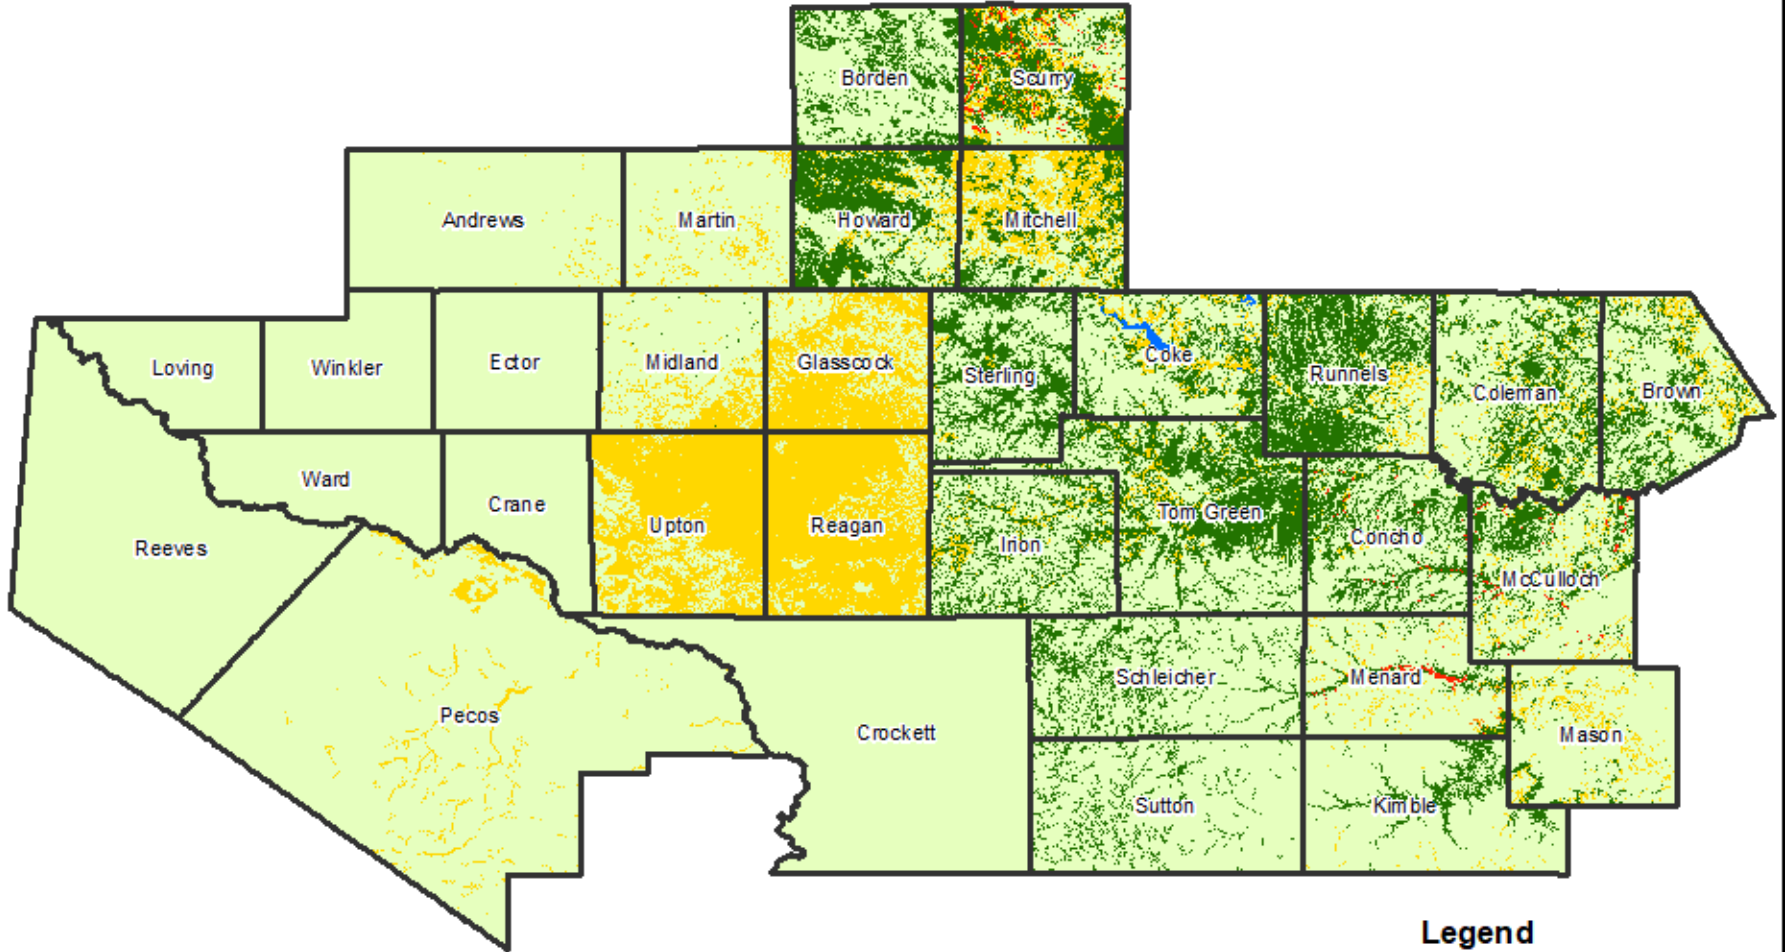 Borden
Scurry
Andrews
Martin
Howard
Mitchell
Loving
Winkler
Ector
Midland
Glasscock
Sterling
Coke
Runnels
Coleman
Brown
Ward
Crane
Upton
Reagan
Irion
Tom Green
Concho
McCulloch
Reeves
Pecos
Crockett
Schleicher
Menard
Mason
Sutton
Kimble
Legend